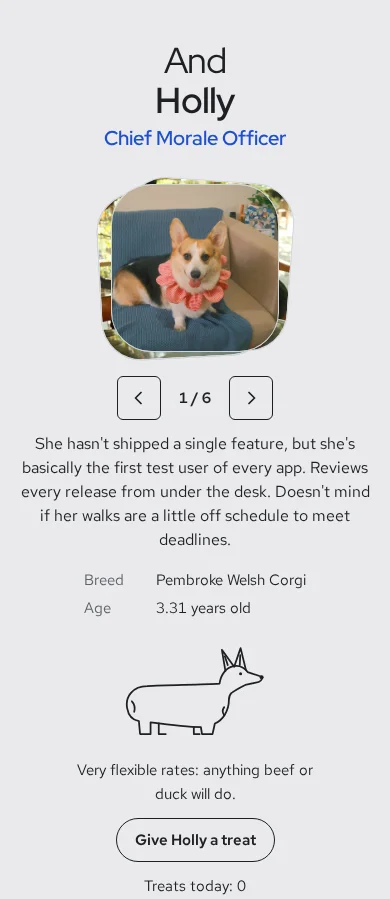 And
Holly
Chief Morale Officer
1 / 6
She hasn't shipped a single feature, but she's
basically the first test user of every app. Reviews
every release from under the desk. Doesn't mind
if her walks are a little off schedule to meet
deadlines.
Breed Pembroke Welsh Corgi
Age 3.31 years old
Very flexible rates: anything beef or
duck will do.
Give Holly a treat
Treats today: 0